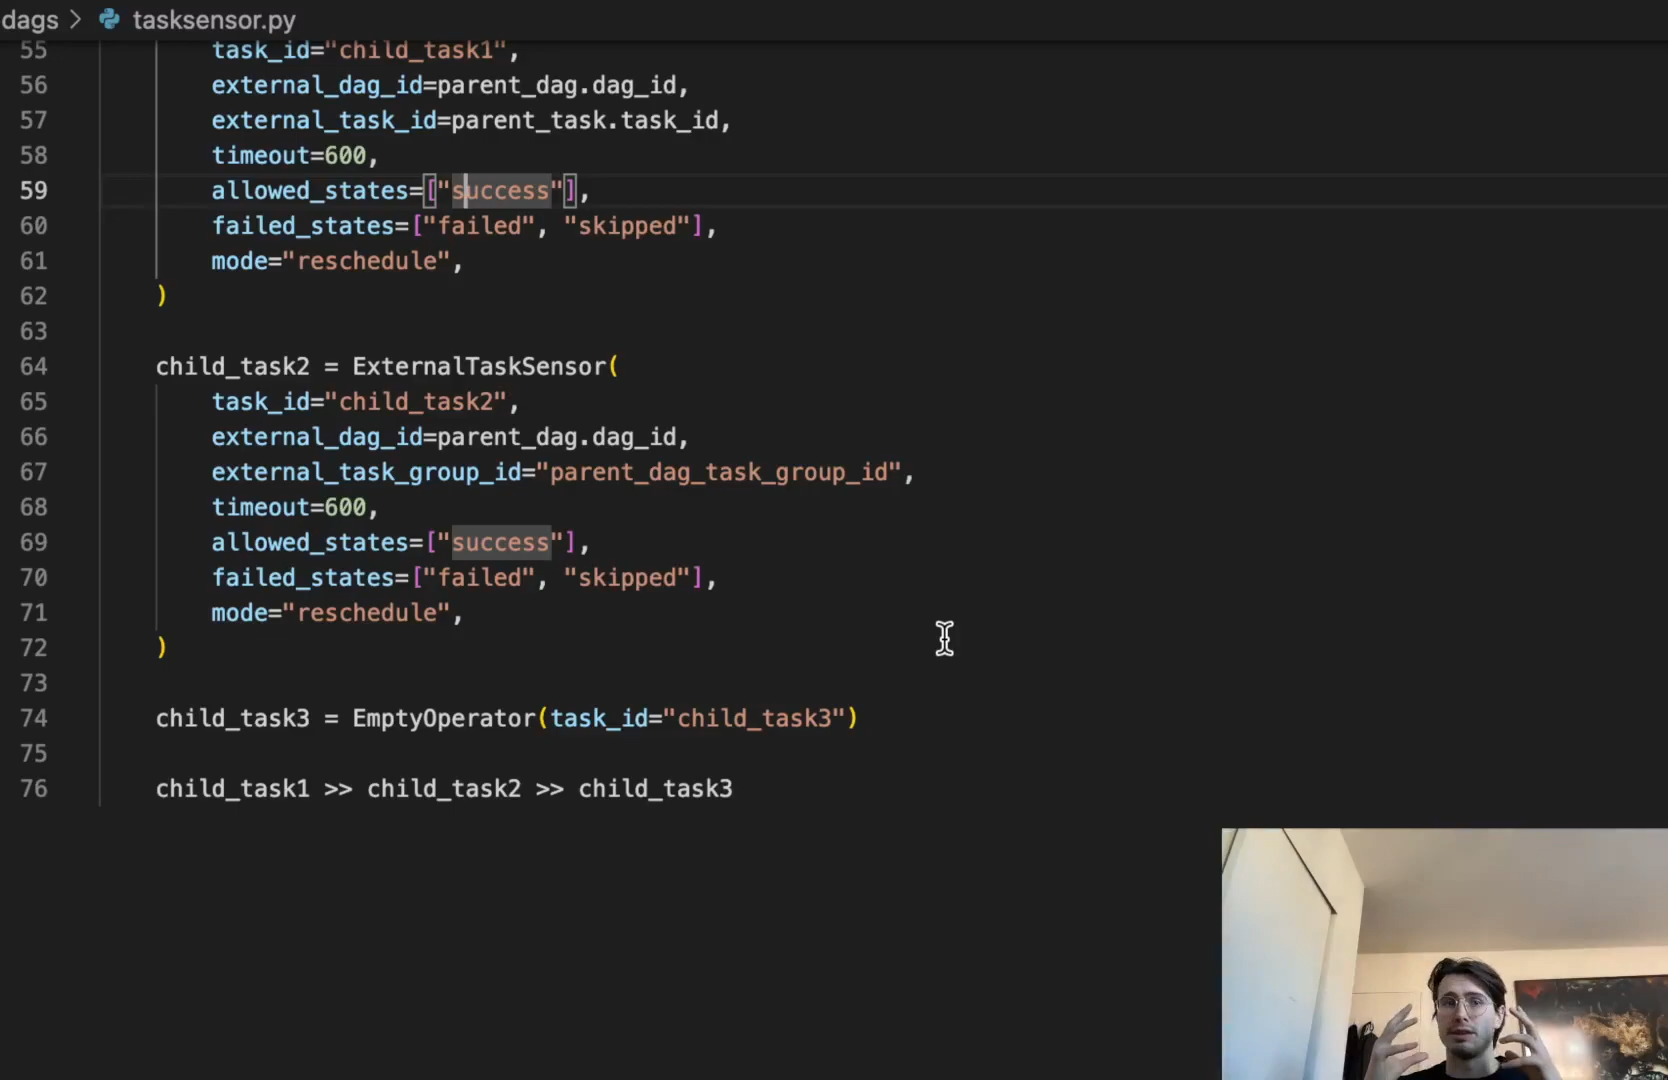 dags > tasksensor.py
55 task_id="child_task1",
56 external_dag_id=parent_dag.dag_id,
57 external_task_id=parent_task.task_id,
58 timeout=600,
59 allowed_states=["success"],
60 failed_states=["failed", "skipped"],
61 mode="reschedule",
62 )
63
64 child_task2 = ExternalTaskSensor(
65 task_id="child_task2",
66 external_dag_id=parent_dag.dag_id,
67 external_task_group_id="parent_dag_task_group_id",
68 timeout=600,
69 allowed_states=["success"],
70 failed_states=["failed", "skipped"],
71 mode="reschedule",
72 )
73
74 child_task3 = EmptyOperator(task_id="child_task3")
75
76 child_task1 >> child_task2 >> child_task3